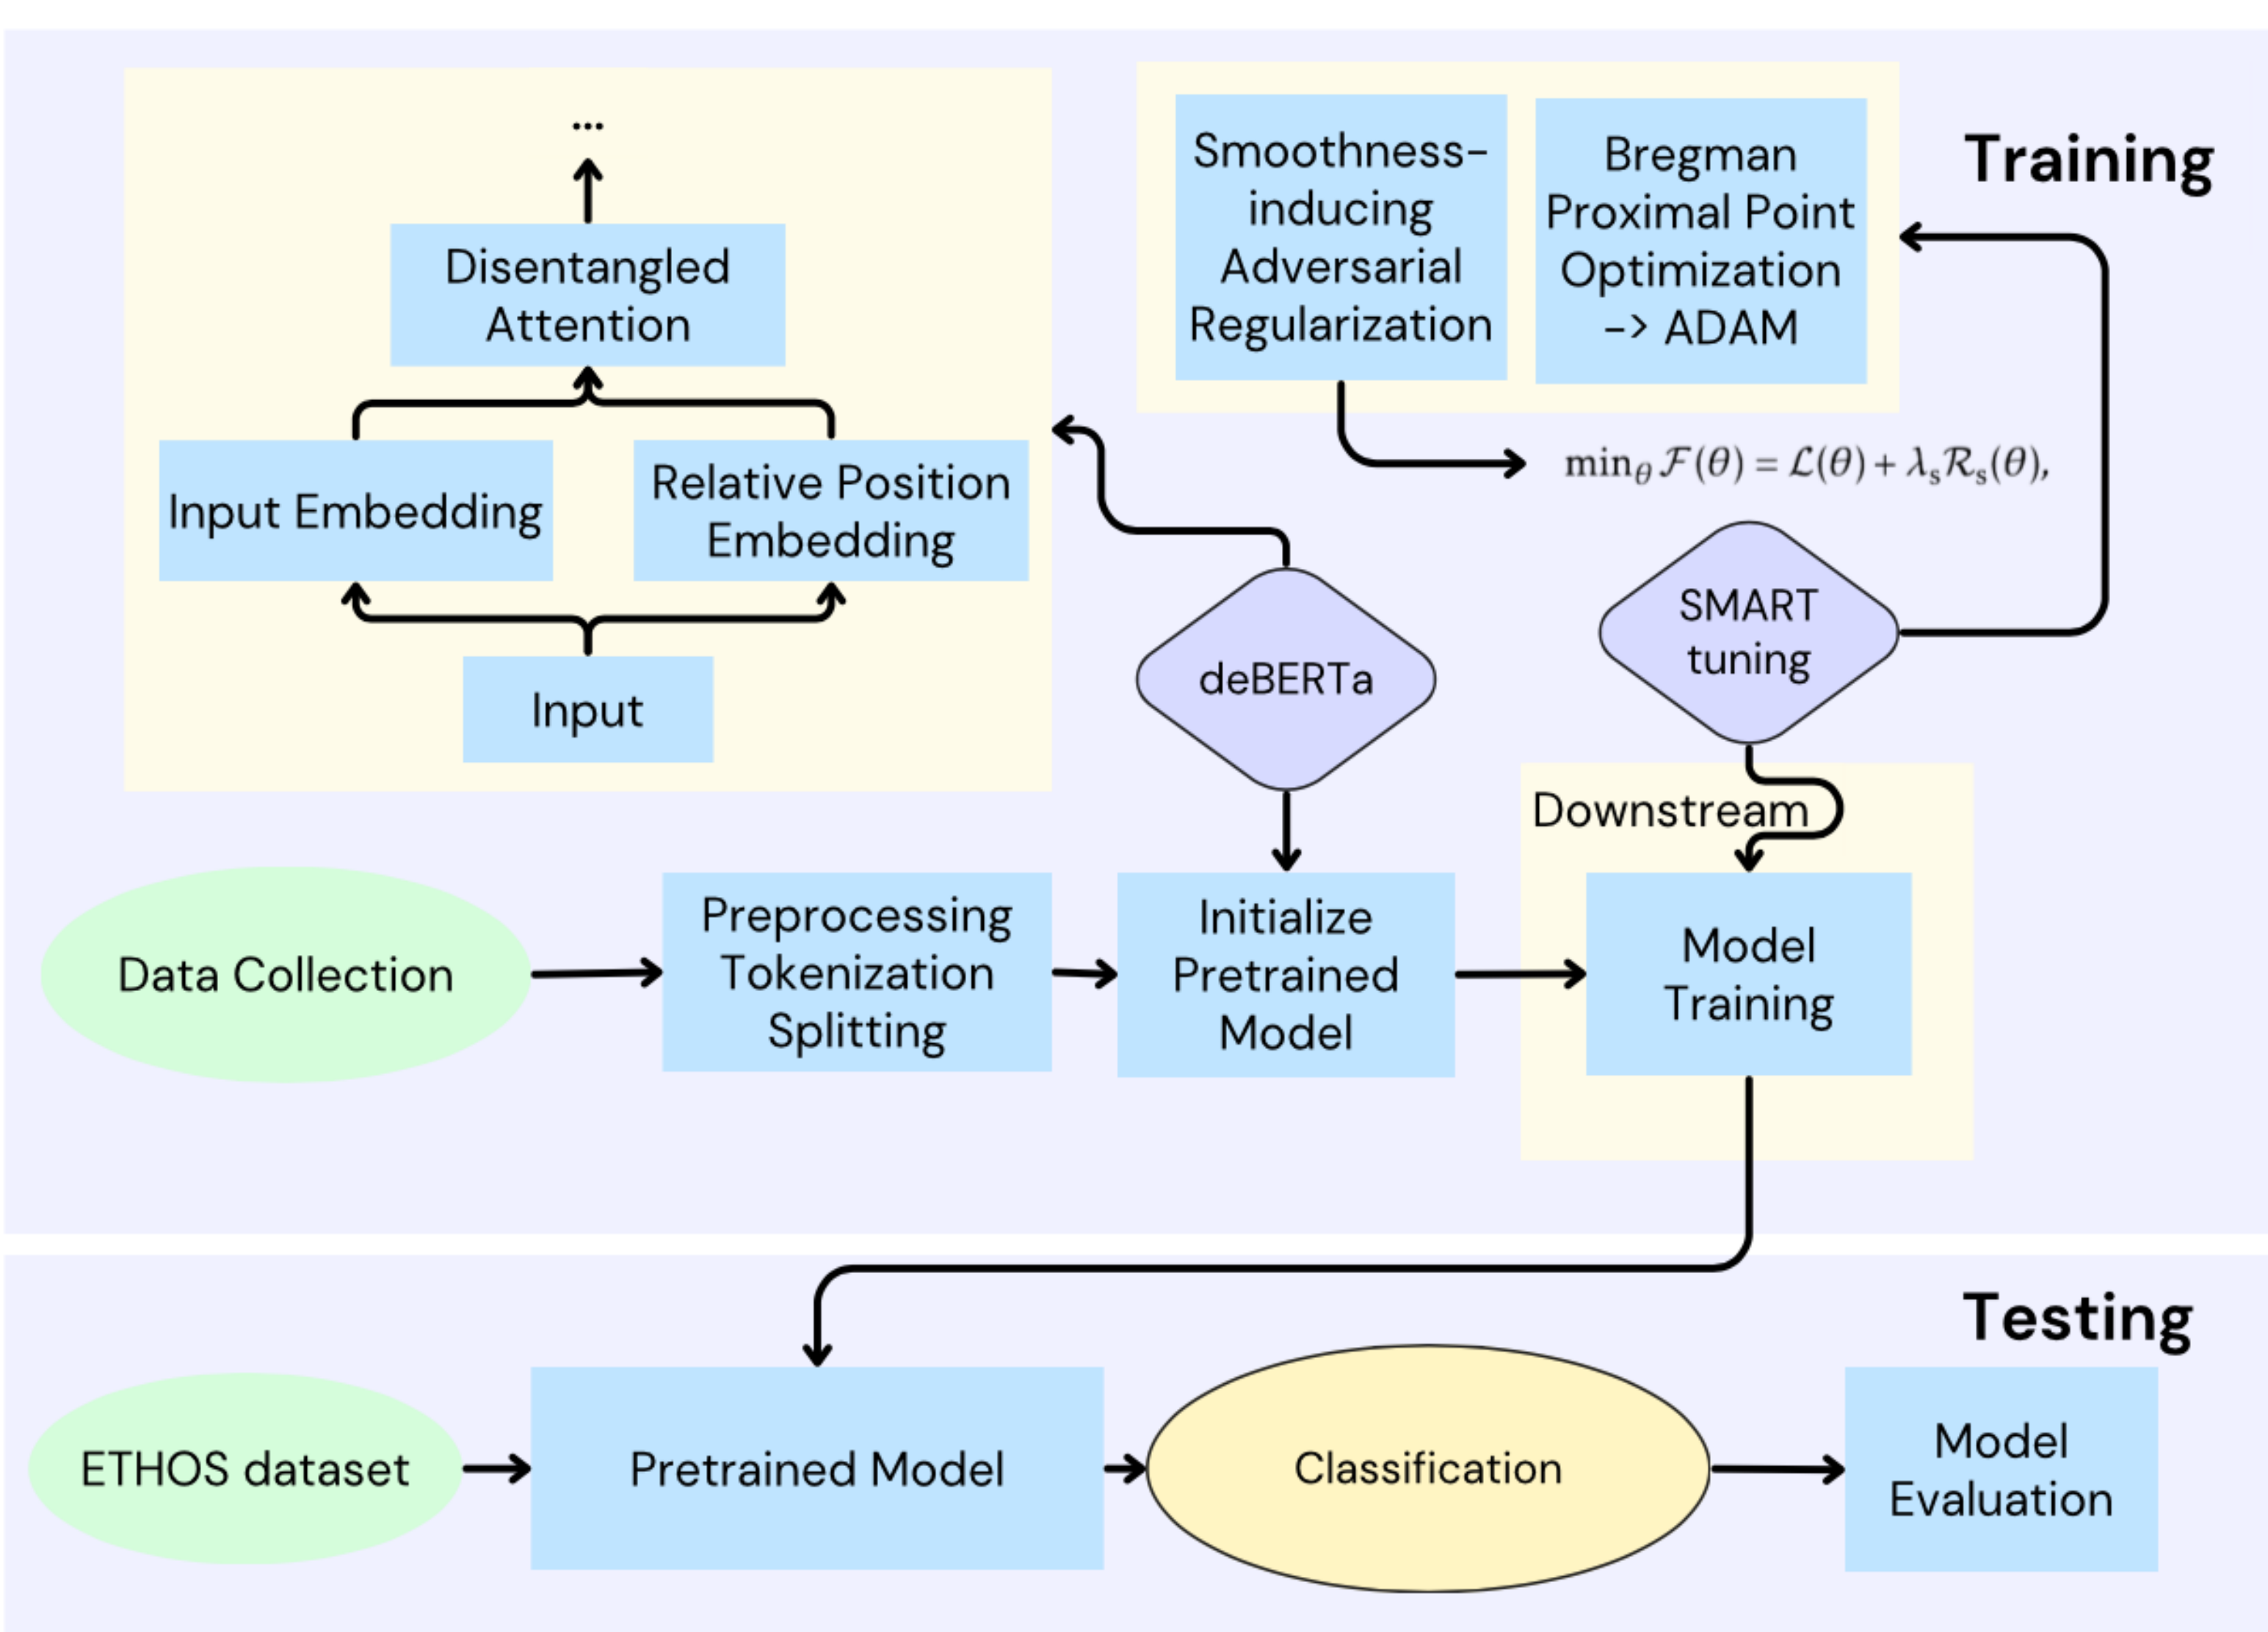 ...
Disentangled
Attention
Input Embedding
Relative Position
Embedding
Input
Smoothness-
inducing
Adversarial
Regularization
Bregman
Proximal Point
Optimization
-> ADAM
Training
minθ ℱ(θ) = ℒ(θ) + λsℛs(θ),
deBERTa
SMART
tuning
Downstream
Data Collection
Preprocessing
Tokenization
Splitting
Initialize
Pretrained
Model
Model
Training
Testing
ETHOS dataset
Pretrained Model
Classification
Model
Evaluation